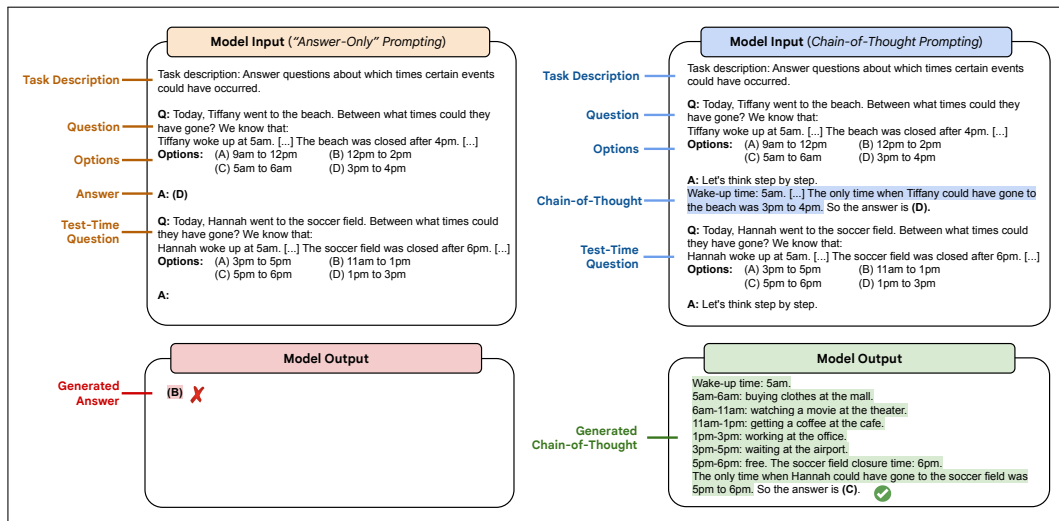 Model Input ("Answer-Only" Prompting)
Task Description
Task description: Answer questions about which times certain events
could have occurred.
Question
Q: Today, Tiffany went to the beach. Between what times could they
have gone? We know that:
Tiffany woke up at 5am. [...] The beach was closed after 4pm. [...]
Options
Options: (A) 9am to 12pm (B) 12pm to 2pm
(C) 5am to 6am (D) 3pm to 4pm
Answer
A: (D)
Test-Time
Question
Q: Today, Hannah went to the soccer field. Between what times could
they have gone? We know that:
Hannah woke up at 5am. [...] The soccer field was closed after 6pm. [...]
Options: (A) 3pm to 5pm (B) 11am to 1pm
(C) 5pm to 6pm (D) 1pm to 3pm
A:
Model Output
Generated
Answer
(B) ✗
Model Input (Chain-of-Thought Prompting)
Task Description
Task description: Answer questions about which times certain events
could have occurred.
Question
Q: Today, Tiffany went to the beach. Between what times could they
have gone? We know that:
Tiffany woke up at 5am. [...] The beach was closed after 4pm. [...]
Options
Options: (A) 9am to 12pm (B) 12pm to 2pm
(C) 5am to 6am (D) 3pm to 4pm
A: Let's think step by step.
Chain-of-Thought
Wake-up time: 5am. [...] The only time when Tiffany could have gone to
the beach was 3pm to 4pm. So the answer is (D).
Test-Time
Question
Q: Today, Hannah went to the soccer field. Between what times could
they have gone? We know that:
Hannah woke up at 5am. [...] The soccer field was closed after 6pm. [...]
Options: (A) 3pm to 5pm (B) 11am to 1pm
(C) 5pm to 6pm (D) 1pm to 3pm
A: Let's think step by step.
Model Output
Generated
Chain-of-Thought
Wake-up time: 5am.
5am-6am: buying clothes at the mall.
6am-11am: watching a movie at the theater.
11am-1pm: getting a coffee at the cafe.
1pm-3pm: working at the office.
3pm-5pm: waiting at the airport.
5pm-6pm: free. The soccer field closure time: 6pm.
The only time when Hannah could have gone to the soccer field was
5pm to 6pm. So the answer is (C).